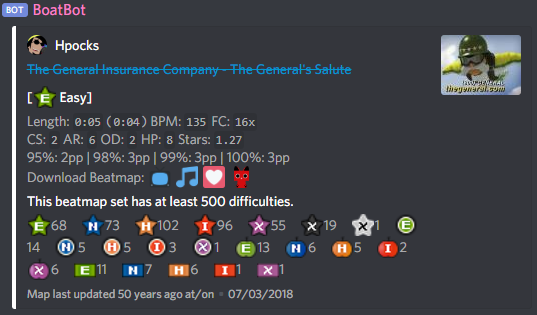 BOT BoatBot
Hpocks
The General Insurance Company - The General's Salute
[ E Easy]
Length: 0:05 (0:04) BPM: 135 FC: 16x
CS: 2 AR: 6 OD: 2 HP: 8 Stars: 1.27
95%: 2pp | 98%: 3pp | 99%: 3pp | 100%: 3pp
Download Beatmap:
This beatmap set has at least 500 difficulties.
E 68 N 73 H 102 I 96 X 55 X 19 X 1 E
14 N 5 H 5 I 3 X 1 E 13 N 6 H 5 I 2
X 6 E 11 N 7 H 6 I 1 X 1
Map last updated 50 years ago at/on • 07/03/2018
thegeneral.com